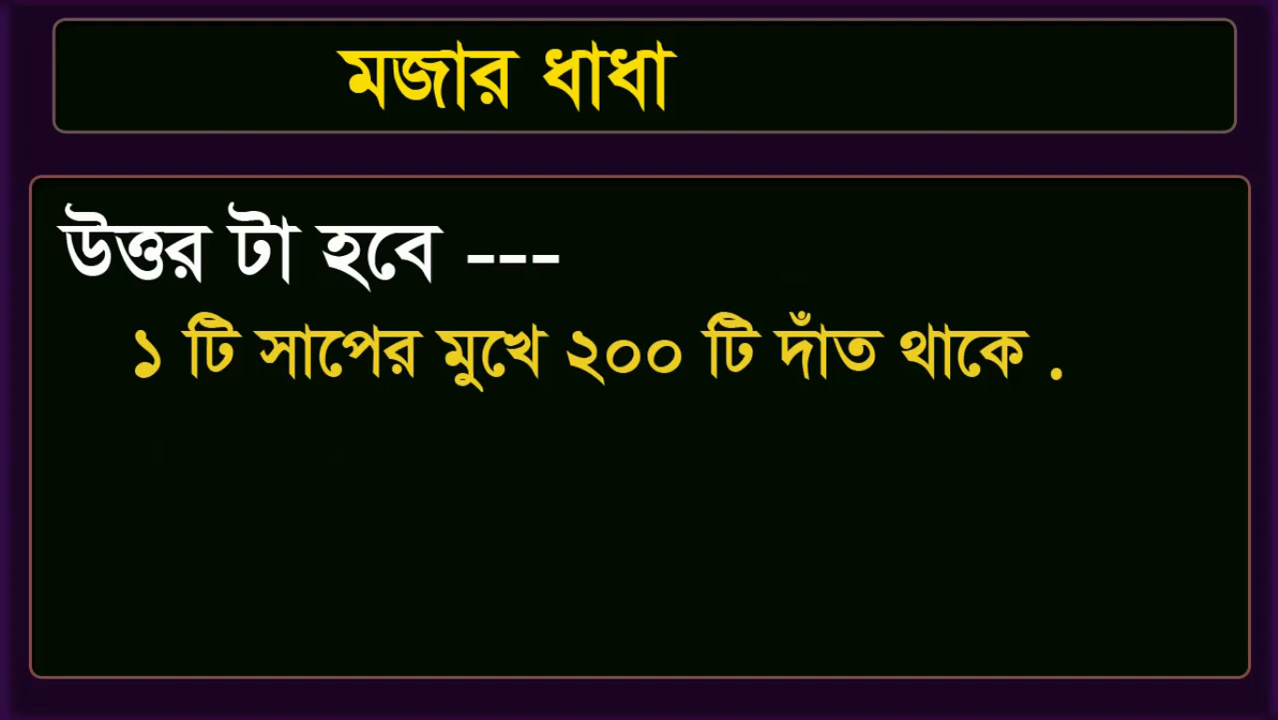 মজার ধাধা
উত্তর টা হবে ---
১ টি সাপের মুখে ২০০ টি দাঁত থাকে .